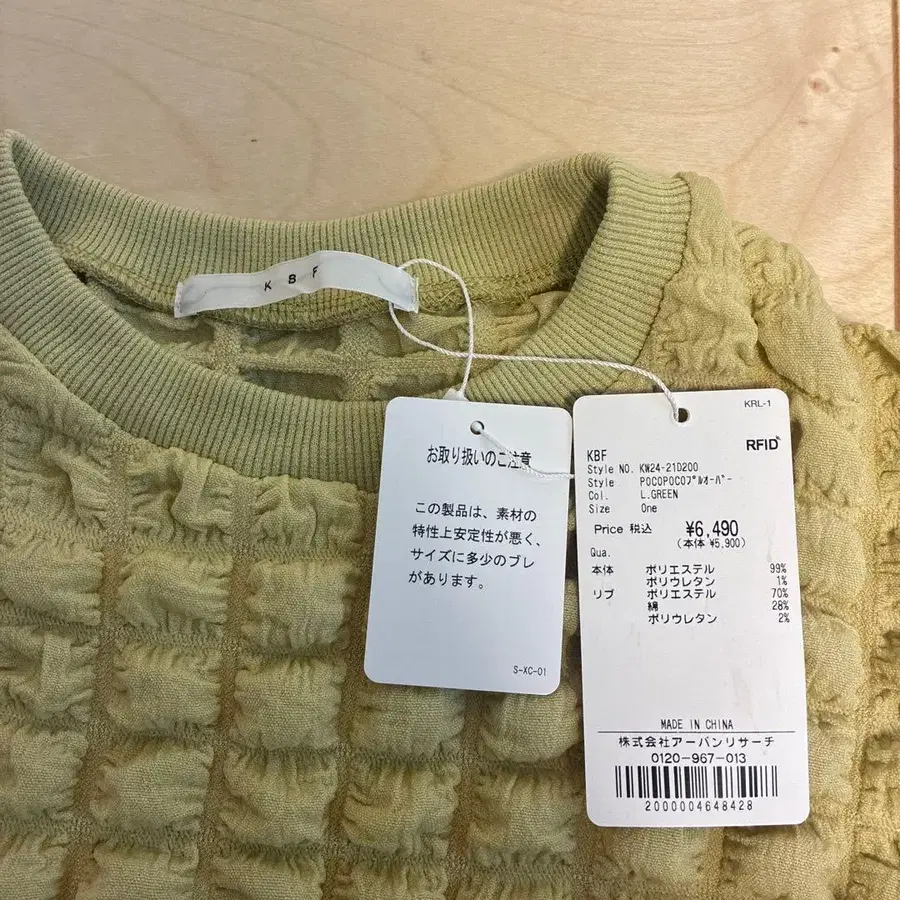 K B F
お取り扱いのご注意
この製品は、素材の
特性上安定性が悪く、
サイズに多少のブレ
があります。
S-XC-01
KRL-1
RFID
KBF
Style NO. KW24-21D200
Style POCOPOCOプルオーバー
Col. L.GREEN
Size One
Price 税込 ¥6,490
(本体 ¥5,900)
Qua.
本体 ポリエステル 99%
ポリウレタン 1%
リブ ポリエステル 70%
綿 28%
ポリウレタン 2%
MADE IN CHINA
株式会社アーバンリサーチ
0120-967-013
2000004648428